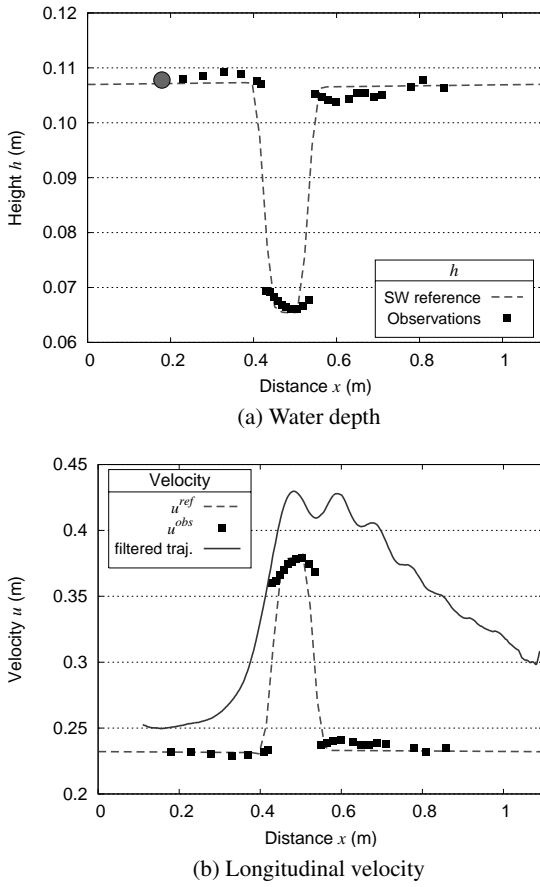 0.12
0.11
0.10
0.09
0.08
0.07
0.06
Height h (m)
h
SW reference
Observations
0 0.2 0.4 0.6 0.8 1
Distance x (m)
(a) Water depth
0.45
0.4
0.35
0.3
0.25
0.2
Velocity u (m)
Velocity
u^ref
u^obs
filtered traj.
0 0.2 0.4 0.6 0.8 1
Distance x (m)
(b) Longitudinal velocity